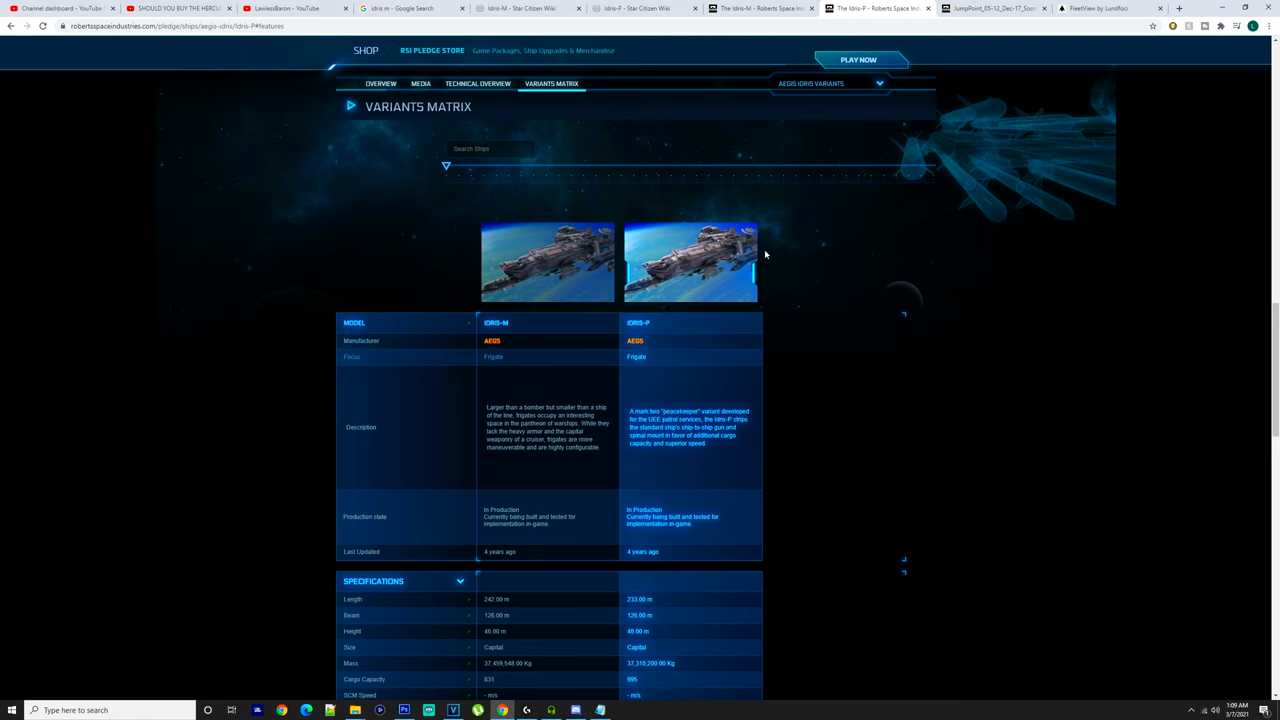 Channel dashboard - YouTube
SHOULD YOU BUY THE HERCUL
LawlessBaron - YouTube
idris m - Google Search
Idris-M - Star Citizen Wiki
Idris-P - Star Citizen Wiki
The Idris-M - Roberts Space Ind
The Idris-P - Roberts Space Ind
JumpPoint_05-12_Dec-17_Spo
FleetView by Lundfoci
robertsspaceindustries.com/pledge/ships/aegis-idris/Idris-P#features
SHOP
RSI PLEDGE STORE
Game Packages, Ship Upgrades & Merchandise
PLAY NOW
OVERVIEW
MEDIA
TECHNICAL OVERVIEW
VARIANTS MATRIX
AEGIS IDRIS VARIANTS
VARIANTS MATRIX
Search Ships
MODEL IDRIS-M IDRIS-P
Manufacturer AEGS AEGS
Focus Frigate Frigate
Description
Larger than a bomber but smaller than a ship
of the line, frigates occupy an interesting
space in the pantheon of warships. While they
lack the heavy armor and the capital
weaponry of a cruiser, frigates are more
maneuverable and are highly configurable.
A mark two "peacekeeper" variant developed
for the UEE patrol services, the Idris-P strips
the standard ship's ship-to-ship gun and
spinal mount in favor of additional cargo
capacity and superior speed.
Production state
In Production
Currently being built and tested for
implementation in-game.
In Production
Currently being built and tested for
implementation in-game.
Last Updated 4 years ago 4 years ago
SPECIFICATIONS
Length 242.00 m 233.00 m
Beam 126.00 m 126.00 m
Height 46.00 m 46.00 m
Size Capital Capital
Mass 37,459,548.00 Kg 37,310,200.00 Kg
Cargo Capacity 831 995
SCM Speed - m/s - m/s
Type here to search
1:09 AM
3/7/2021